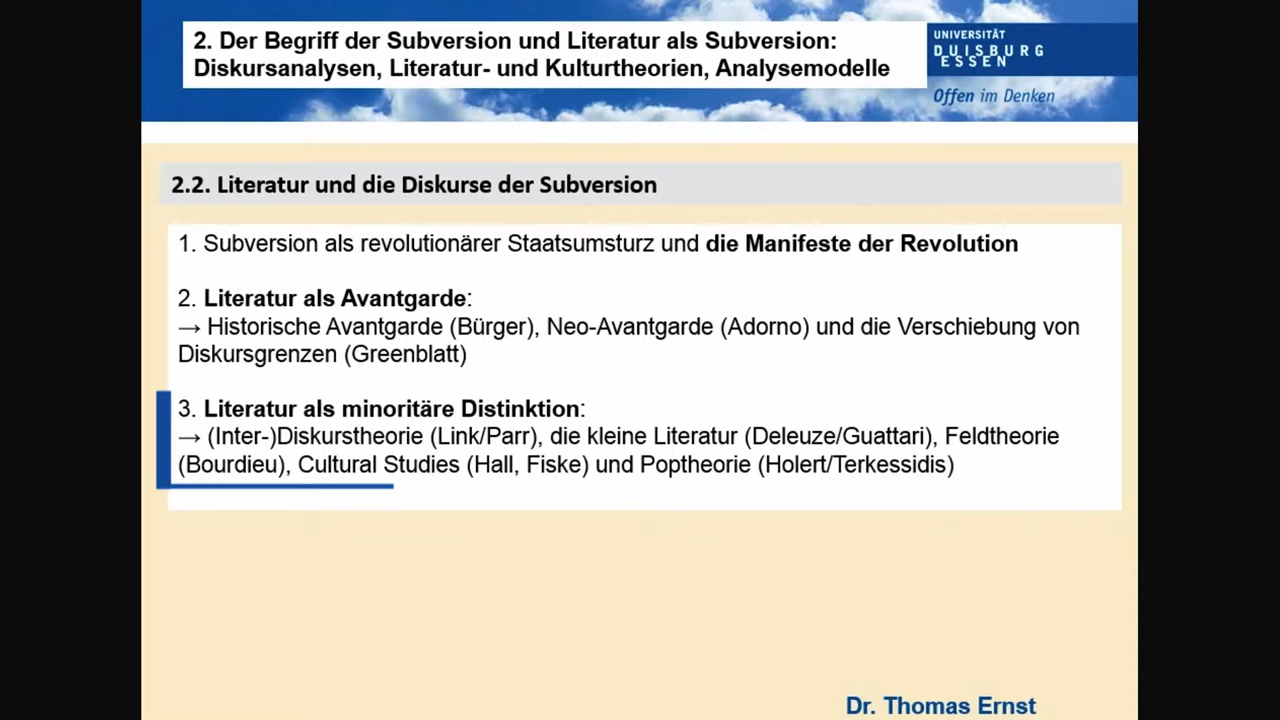 2. Der Begriff der Subversion und Literatur als Subversion:
Diskursanalysen, Literatur- und Kulturtheorien, Analysemodelle
UNIVERSITÄT
DUISBURG
ESSEN
Offen im Denken
2.2. Literatur und die Diskurse der Subversion
1. Subversion als revolutionärer Staatsumsturz und die Manifeste der Revolution
2. Literatur als Avantgarde:
→ Historische Avantgarde (Bürger), Neo-Avantgarde (Adorno) und die Verschiebung von
Diskursgrenzen (Greenblatt)
3. Literatur als minoritäre Distinktion:
→ (Inter-)Diskurstheorie (Link/Parr), die kleine Literatur (Deleuze/Guattari), Feldtheorie
(Bourdieu), Cultural Studies (Hall, Fiske) und Poptheorie (Holert/Terkessidis)
Dr. Thomas Ernst